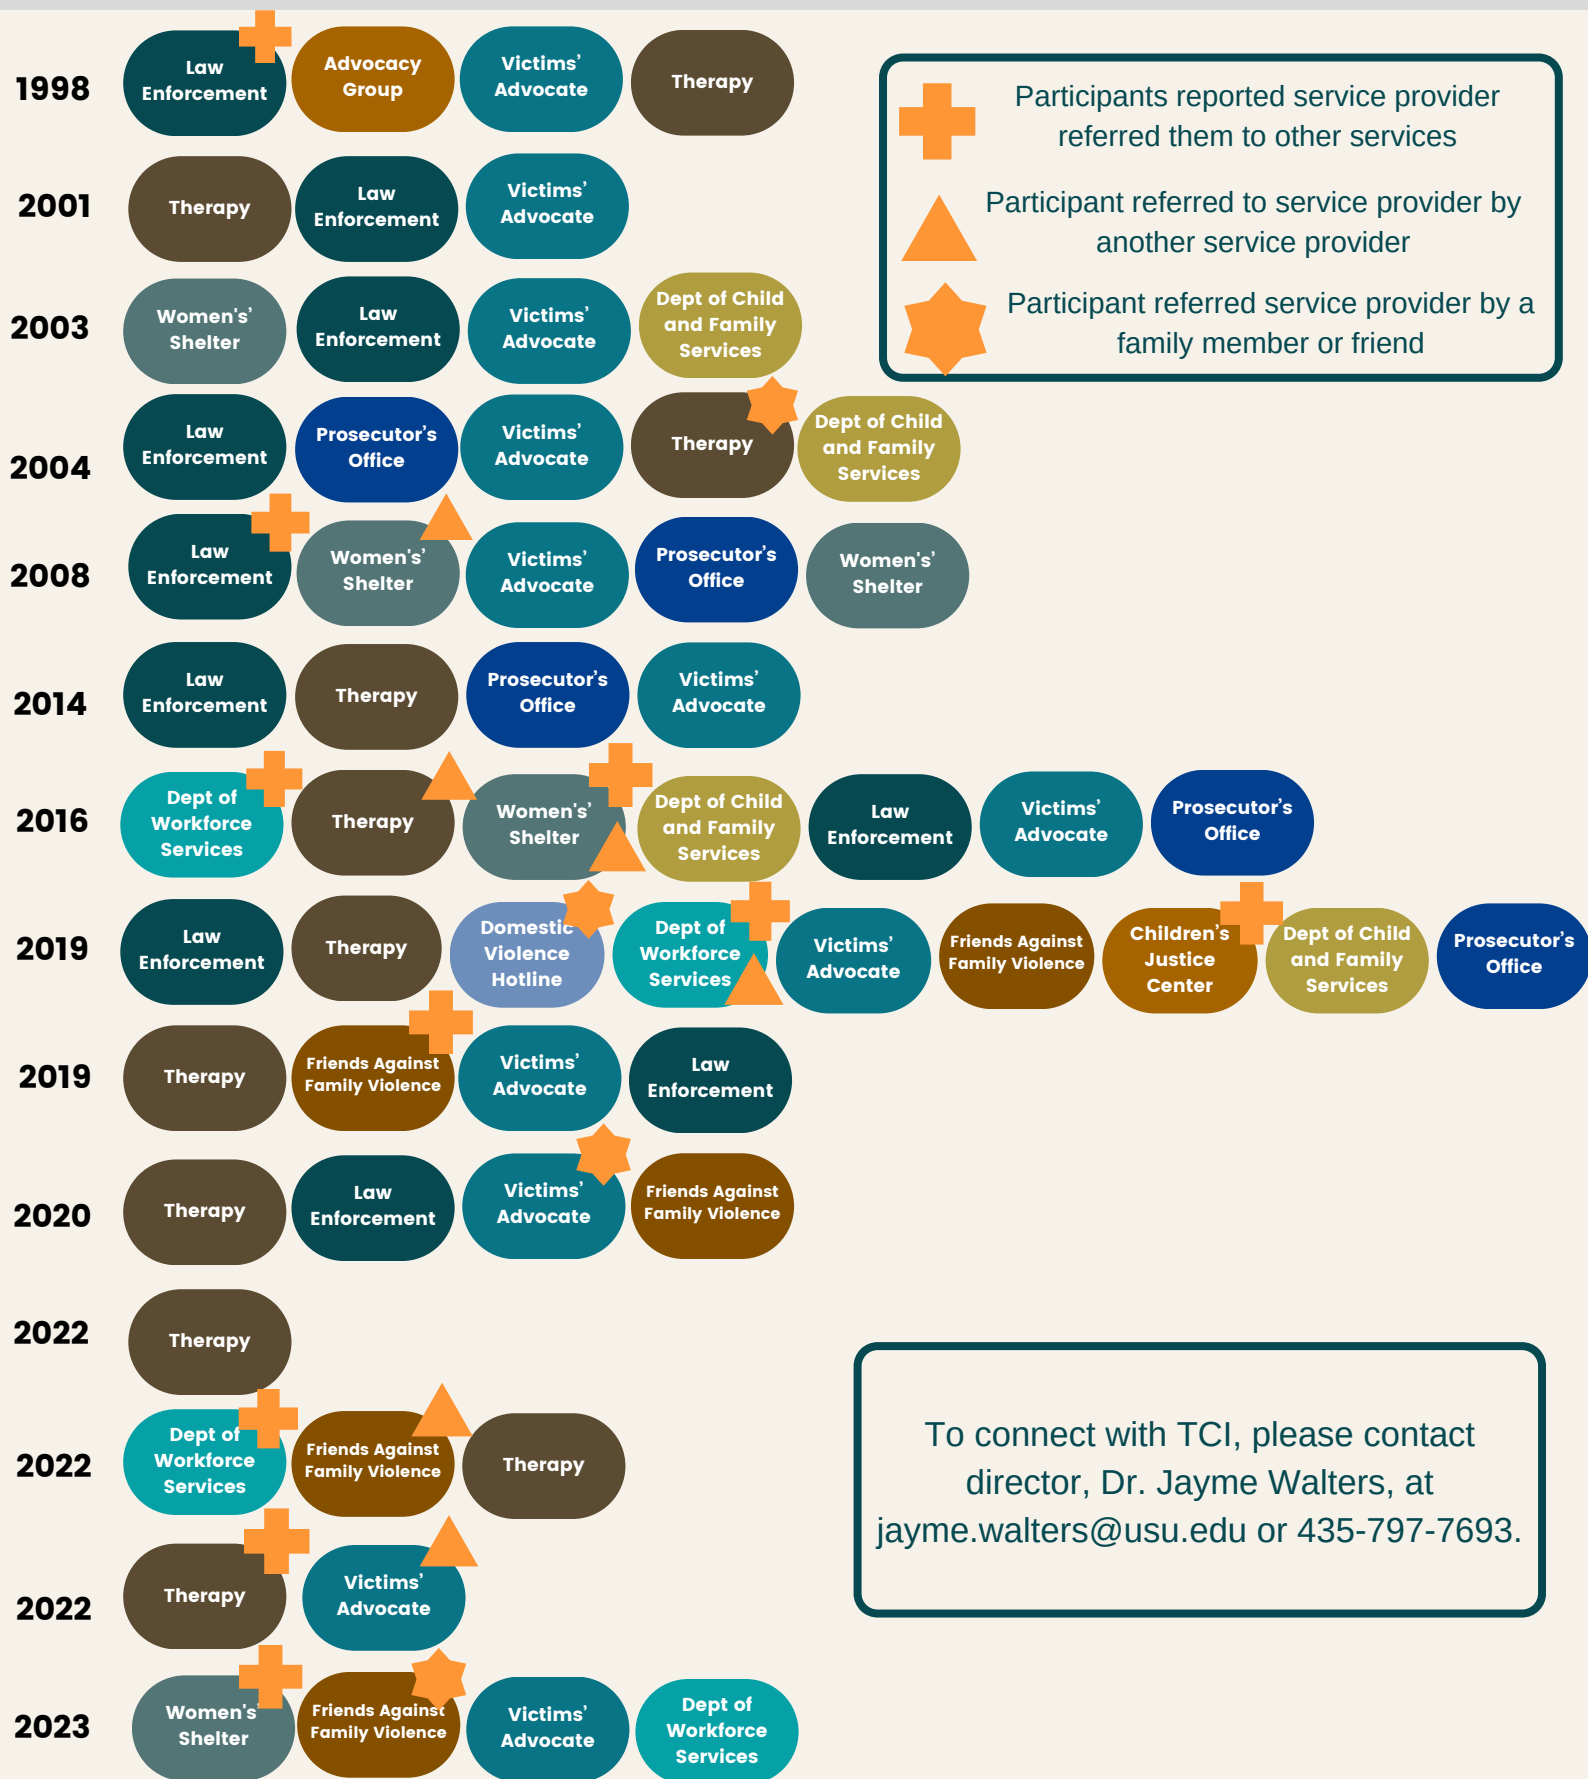 1998
Law
Enforcement
Advocacy
Group
Victims’
Advocate
Therapy
Participants reported service provider
referred them to other services
Participant referred to service provider by
another service provider
Participant referred service provider by a
family member or friend
2001
Therapy
Law
Enforcement
Victims’
Advocate
2003
Women's’
Shelter
Law
Enforcement
Victims’
Advocate
Dept of Child
and Family
Services
2004
Law
Enforcement
Prosecutor’s
Office
Victims’
Advocate
Therapy
Dept of Child
and Family
Services
2008
Law
Enforcement
Women's’
Shelter
Victims’
Advocate
Prosecutor’s
Office
Women's’
Shelter
2014
Law
Enforcement
Therapy
Prosecutor’s
Office
Victims’
Advocate
2016
Dept of
Workforce
Services
Therapy
Women's’
Shelter
Dept of Child
and Family
Services
Law
Enforcement
Victims’
Advocate
Prosecutor’s
Office
2019
Law
Enforcement
Therapy
Domestic
Violence
Hotline
Dept of
Workforce
Services
Victims’
Advocate
Friends Against
Family Violence
Children’s
Justice
Center
Dept of Child
and Family
Services
Prosecutor’s
Office
2019
Therapy
Friends Against
Family Violence
Victims’
Advocate
Law
Enforcement
2020
Therapy
Law
Enforcement
Victims’
Advocate
Friends Against
Family Violence
2022
Therapy
2022
Dept of
Workforce
Services
Friends Against
Family Violence
Therapy
To connect with TCI, please contact
director, Dr. Jayme Walters, at
jayme.walters@usu.edu or 435-797-7693.
2022
Therapy
Victims’
Advocate
2023
Women's’
Shelter
Friends Against
Family Violence
Victims’
Advocate
Dept of
Workforce
Services